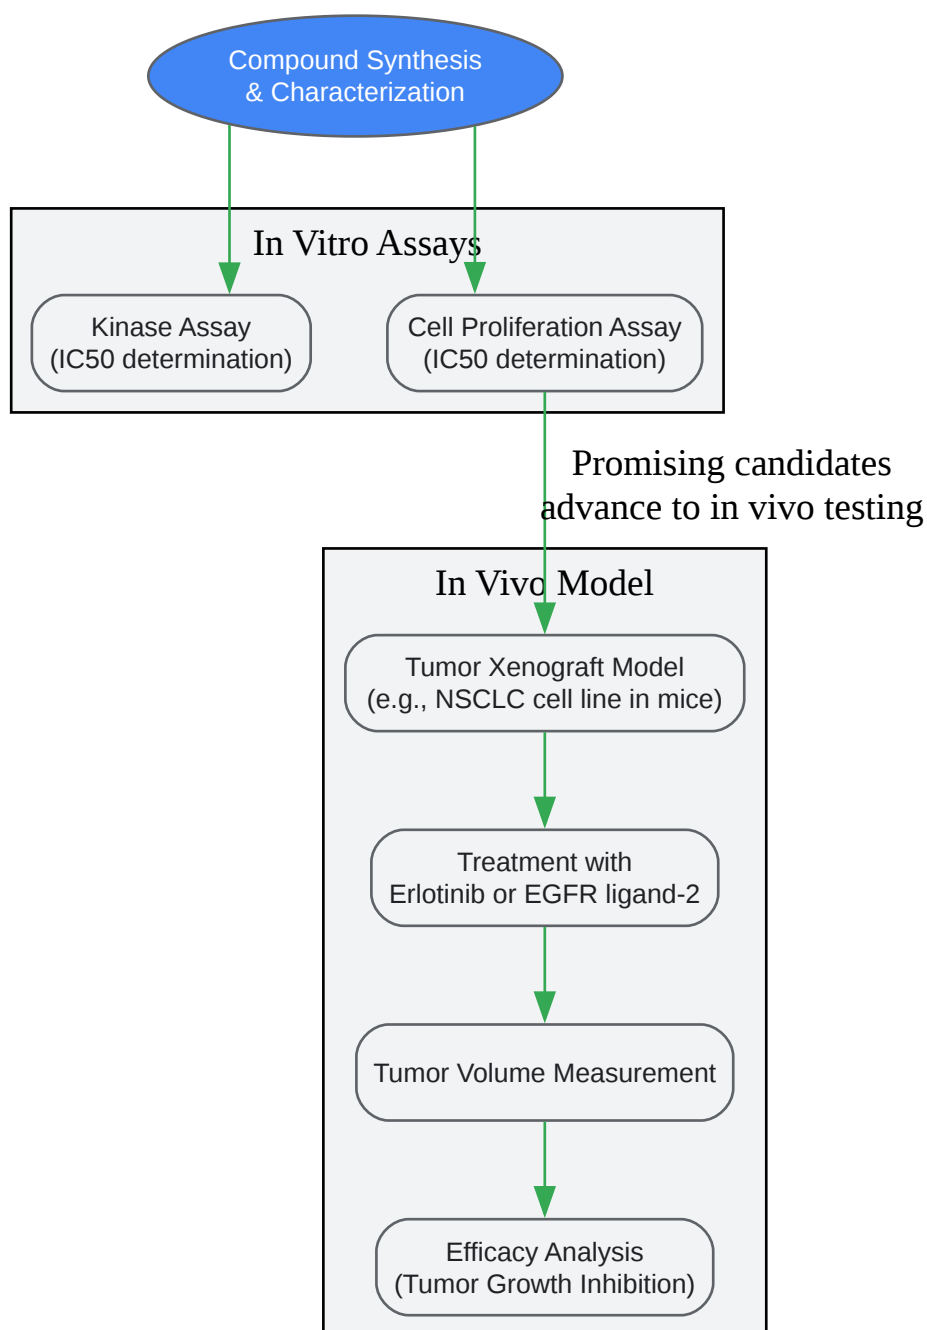 Compound Synthesis
& Characterization
In Vitro Assays
Kinase Assay
(IC50 determination)
Cell Proliferation Assay
(IC50 determination)
Promising candidates
advance to in vivo testing
In Vivo Model
Tumor Xenograft Model
(e.g., NSCLC cell line in mice)
Treatment with
Erlotinib or EGFR ligand-2
Tumor Volume Measurement
Efficacy Analysis
(Tumor Growth Inhibition)